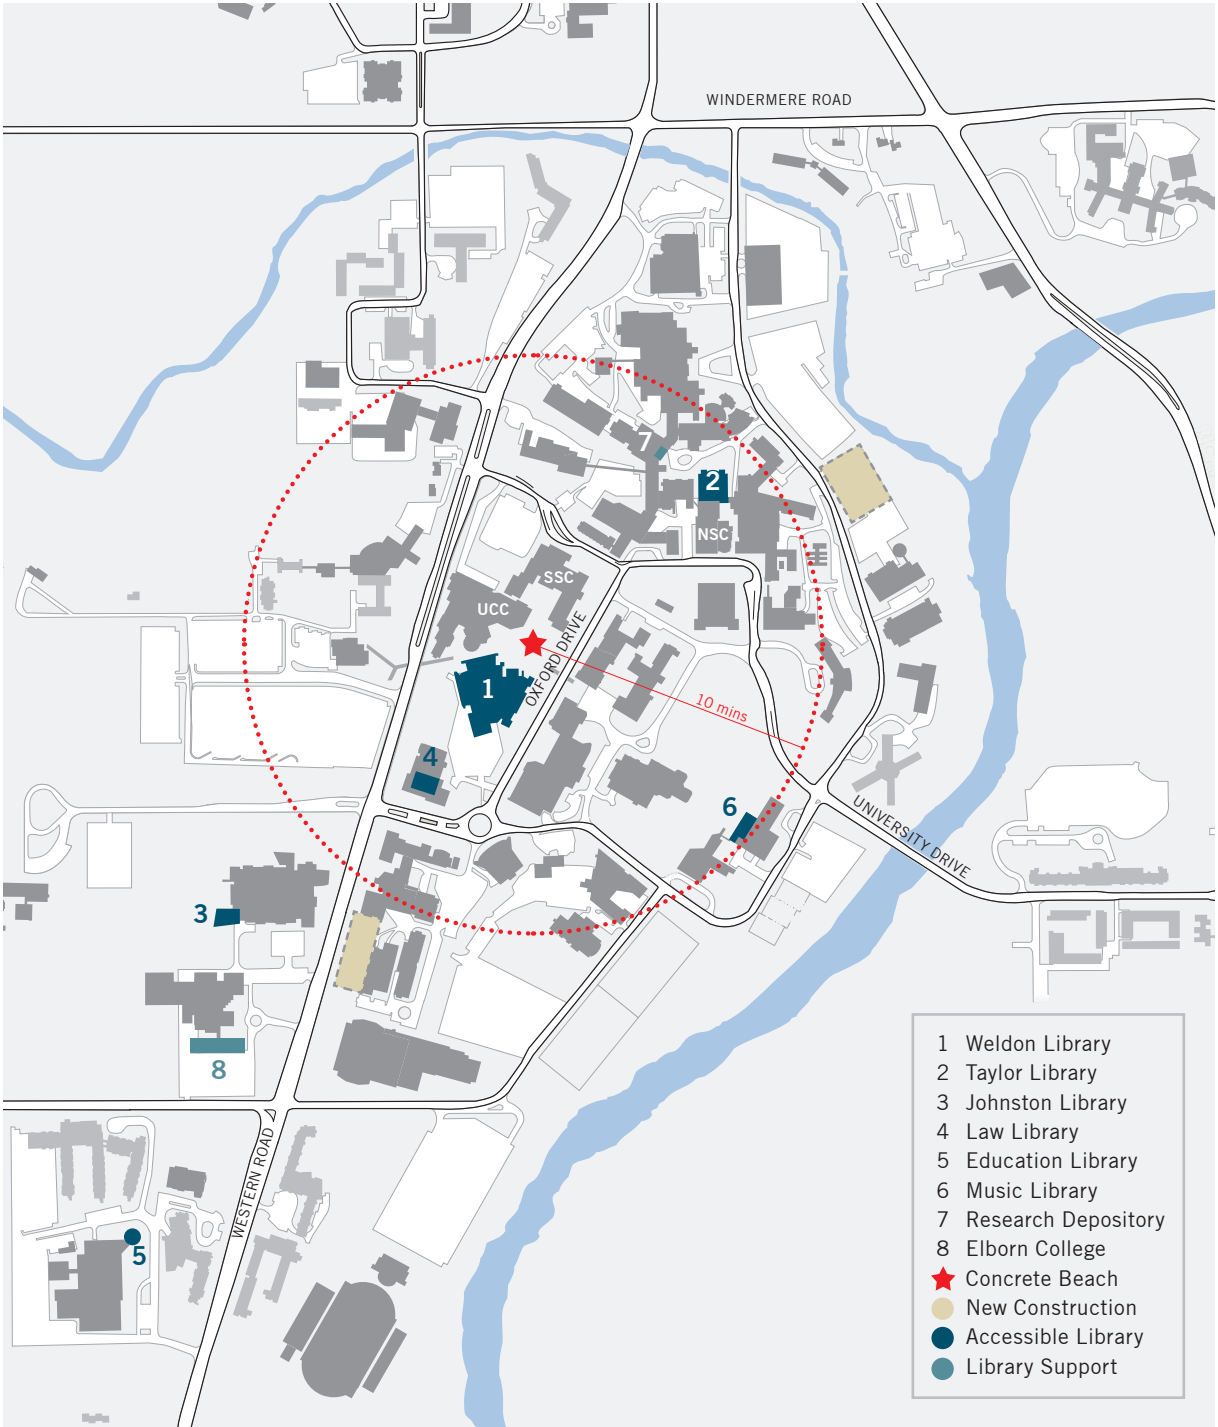 WINDERMERE ROAD
7
2
NSC
SSC
UCC
OXFORD DRIVE
1
10 mins
4
6
UNIVERSITY DRIVE
3
8
WESTERN ROAD
5
1 Weldon Library
2 Taylor Library
3 Johnston Library
4 Law Library
5 Education Library
6 Music Library
7 Research Depository
8 Elborn College
Concrete Beach
New Construction
Accessible Library
Library Support